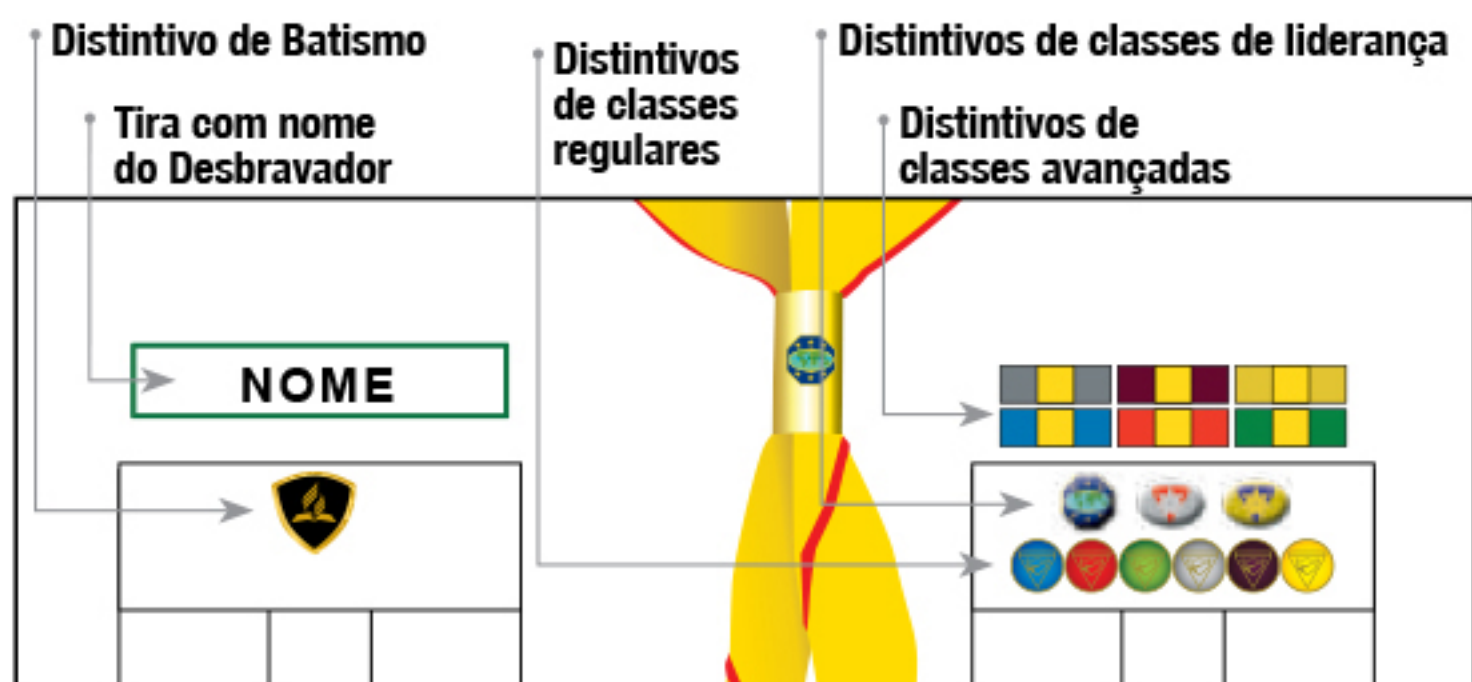 Distintivo de Batismo
Tira com nome
do Desbravador
Distintivos
de classes
regulares
Distintivos de classes de liderança
Distintivos de
classes avançadas
NOME